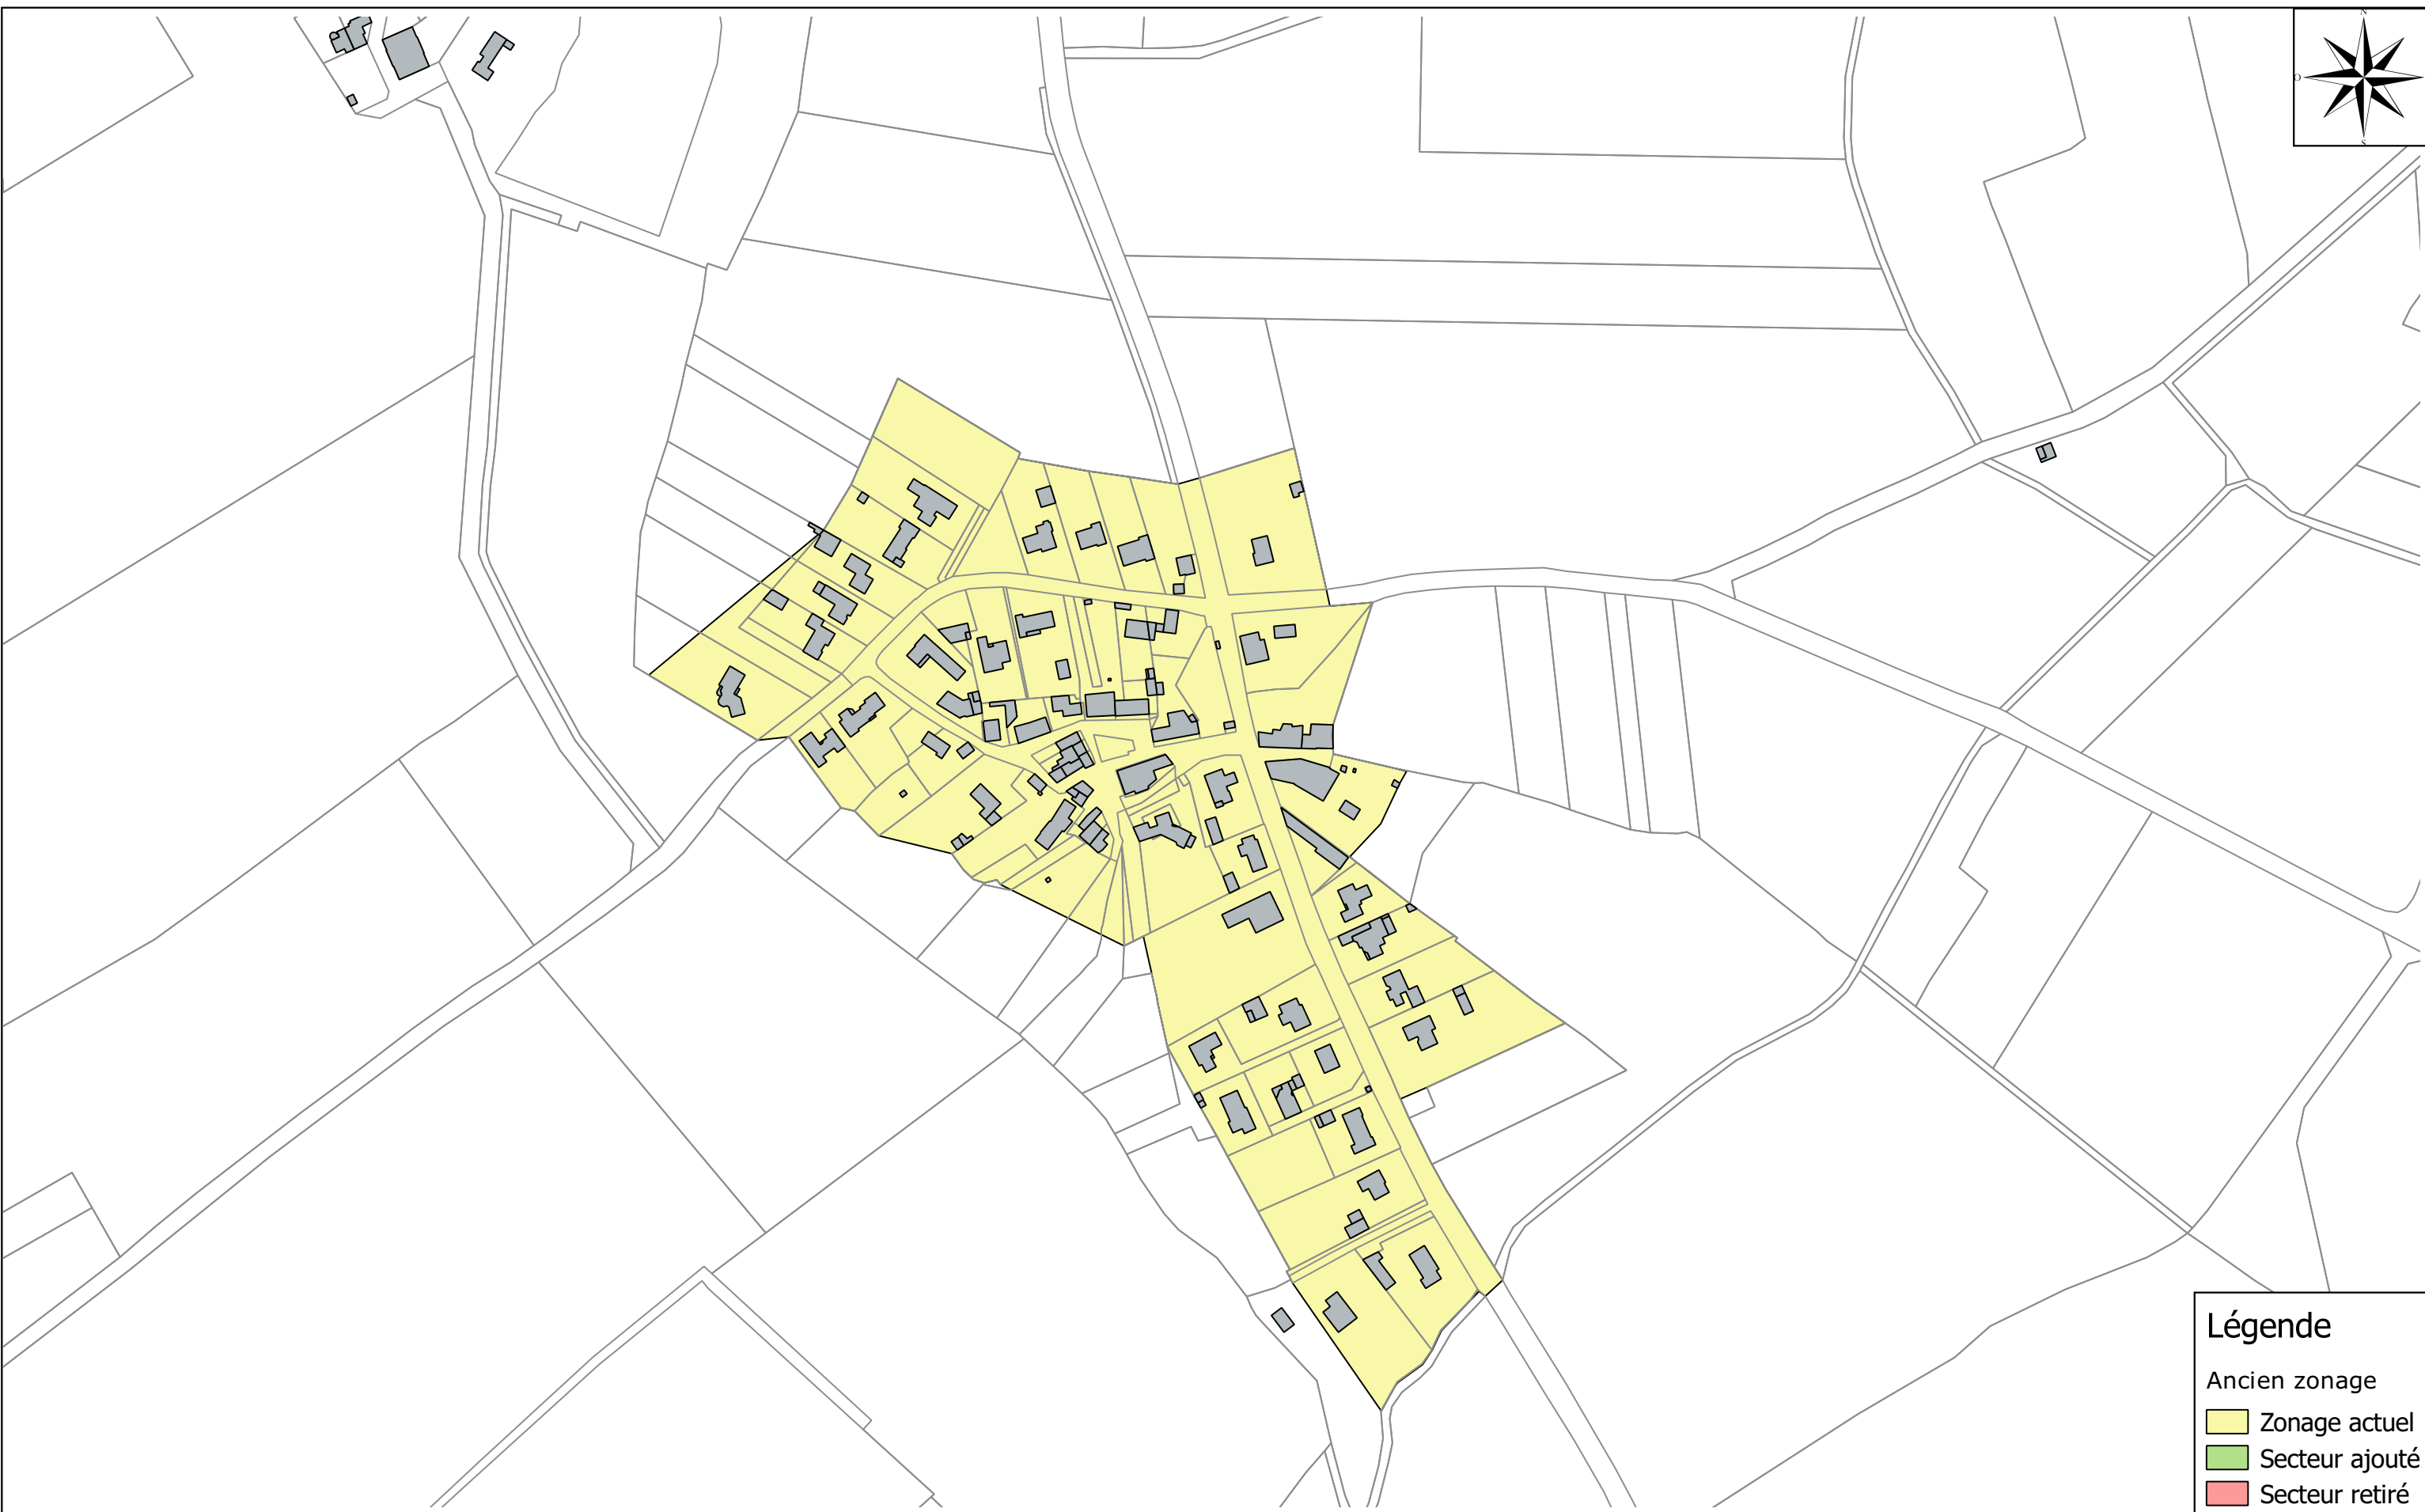 N
O
S
Légende
Ancien zonage
Zonage actuel
Secteur ajouté
Secteur retiré